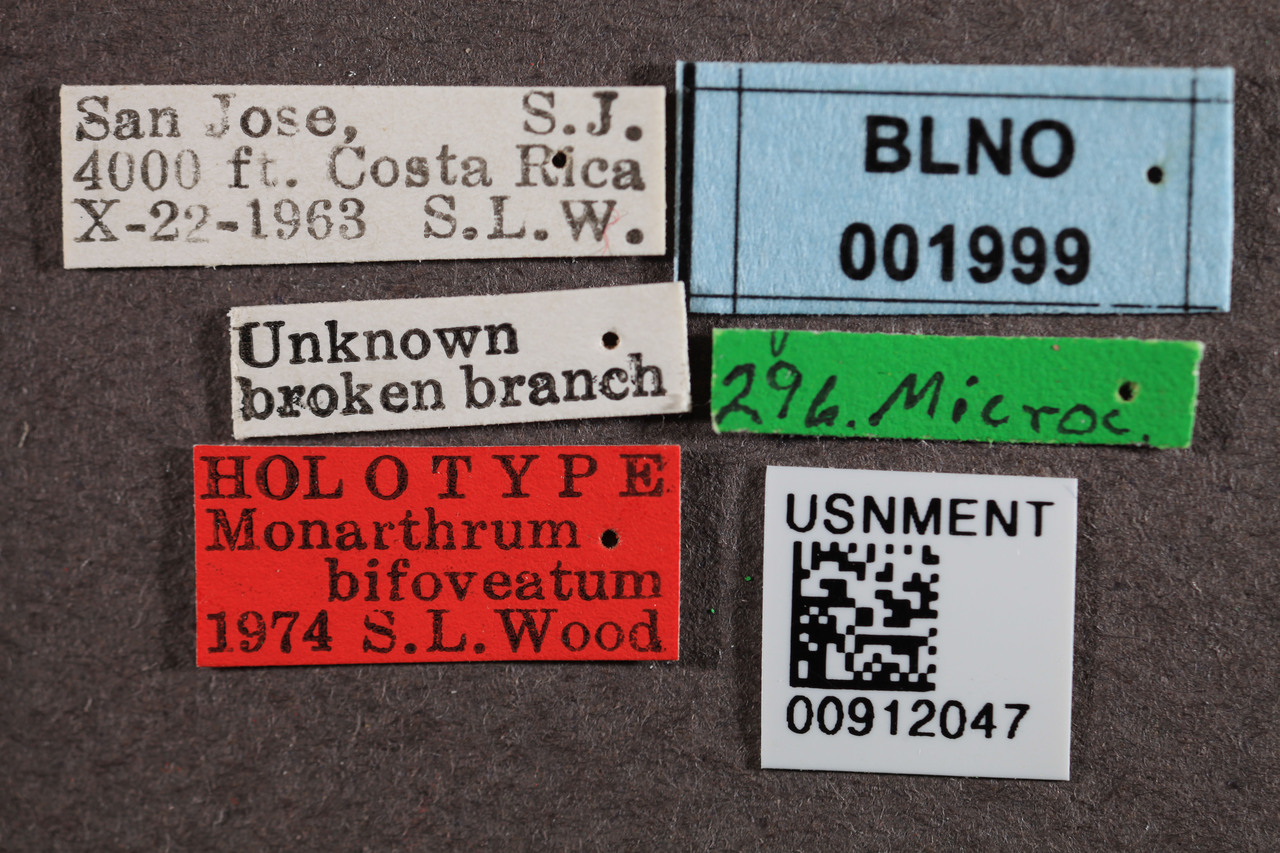 San Jose, S.J.
4000 ft. Costa Rica
X-22-1963 S.L.W.
BLNO
001999
Unknown
broken branch
296. Microc.
HOLOTYPE
Monarthrum
bifoveatum
1974 S.L.Wood
USNMENT
00912047